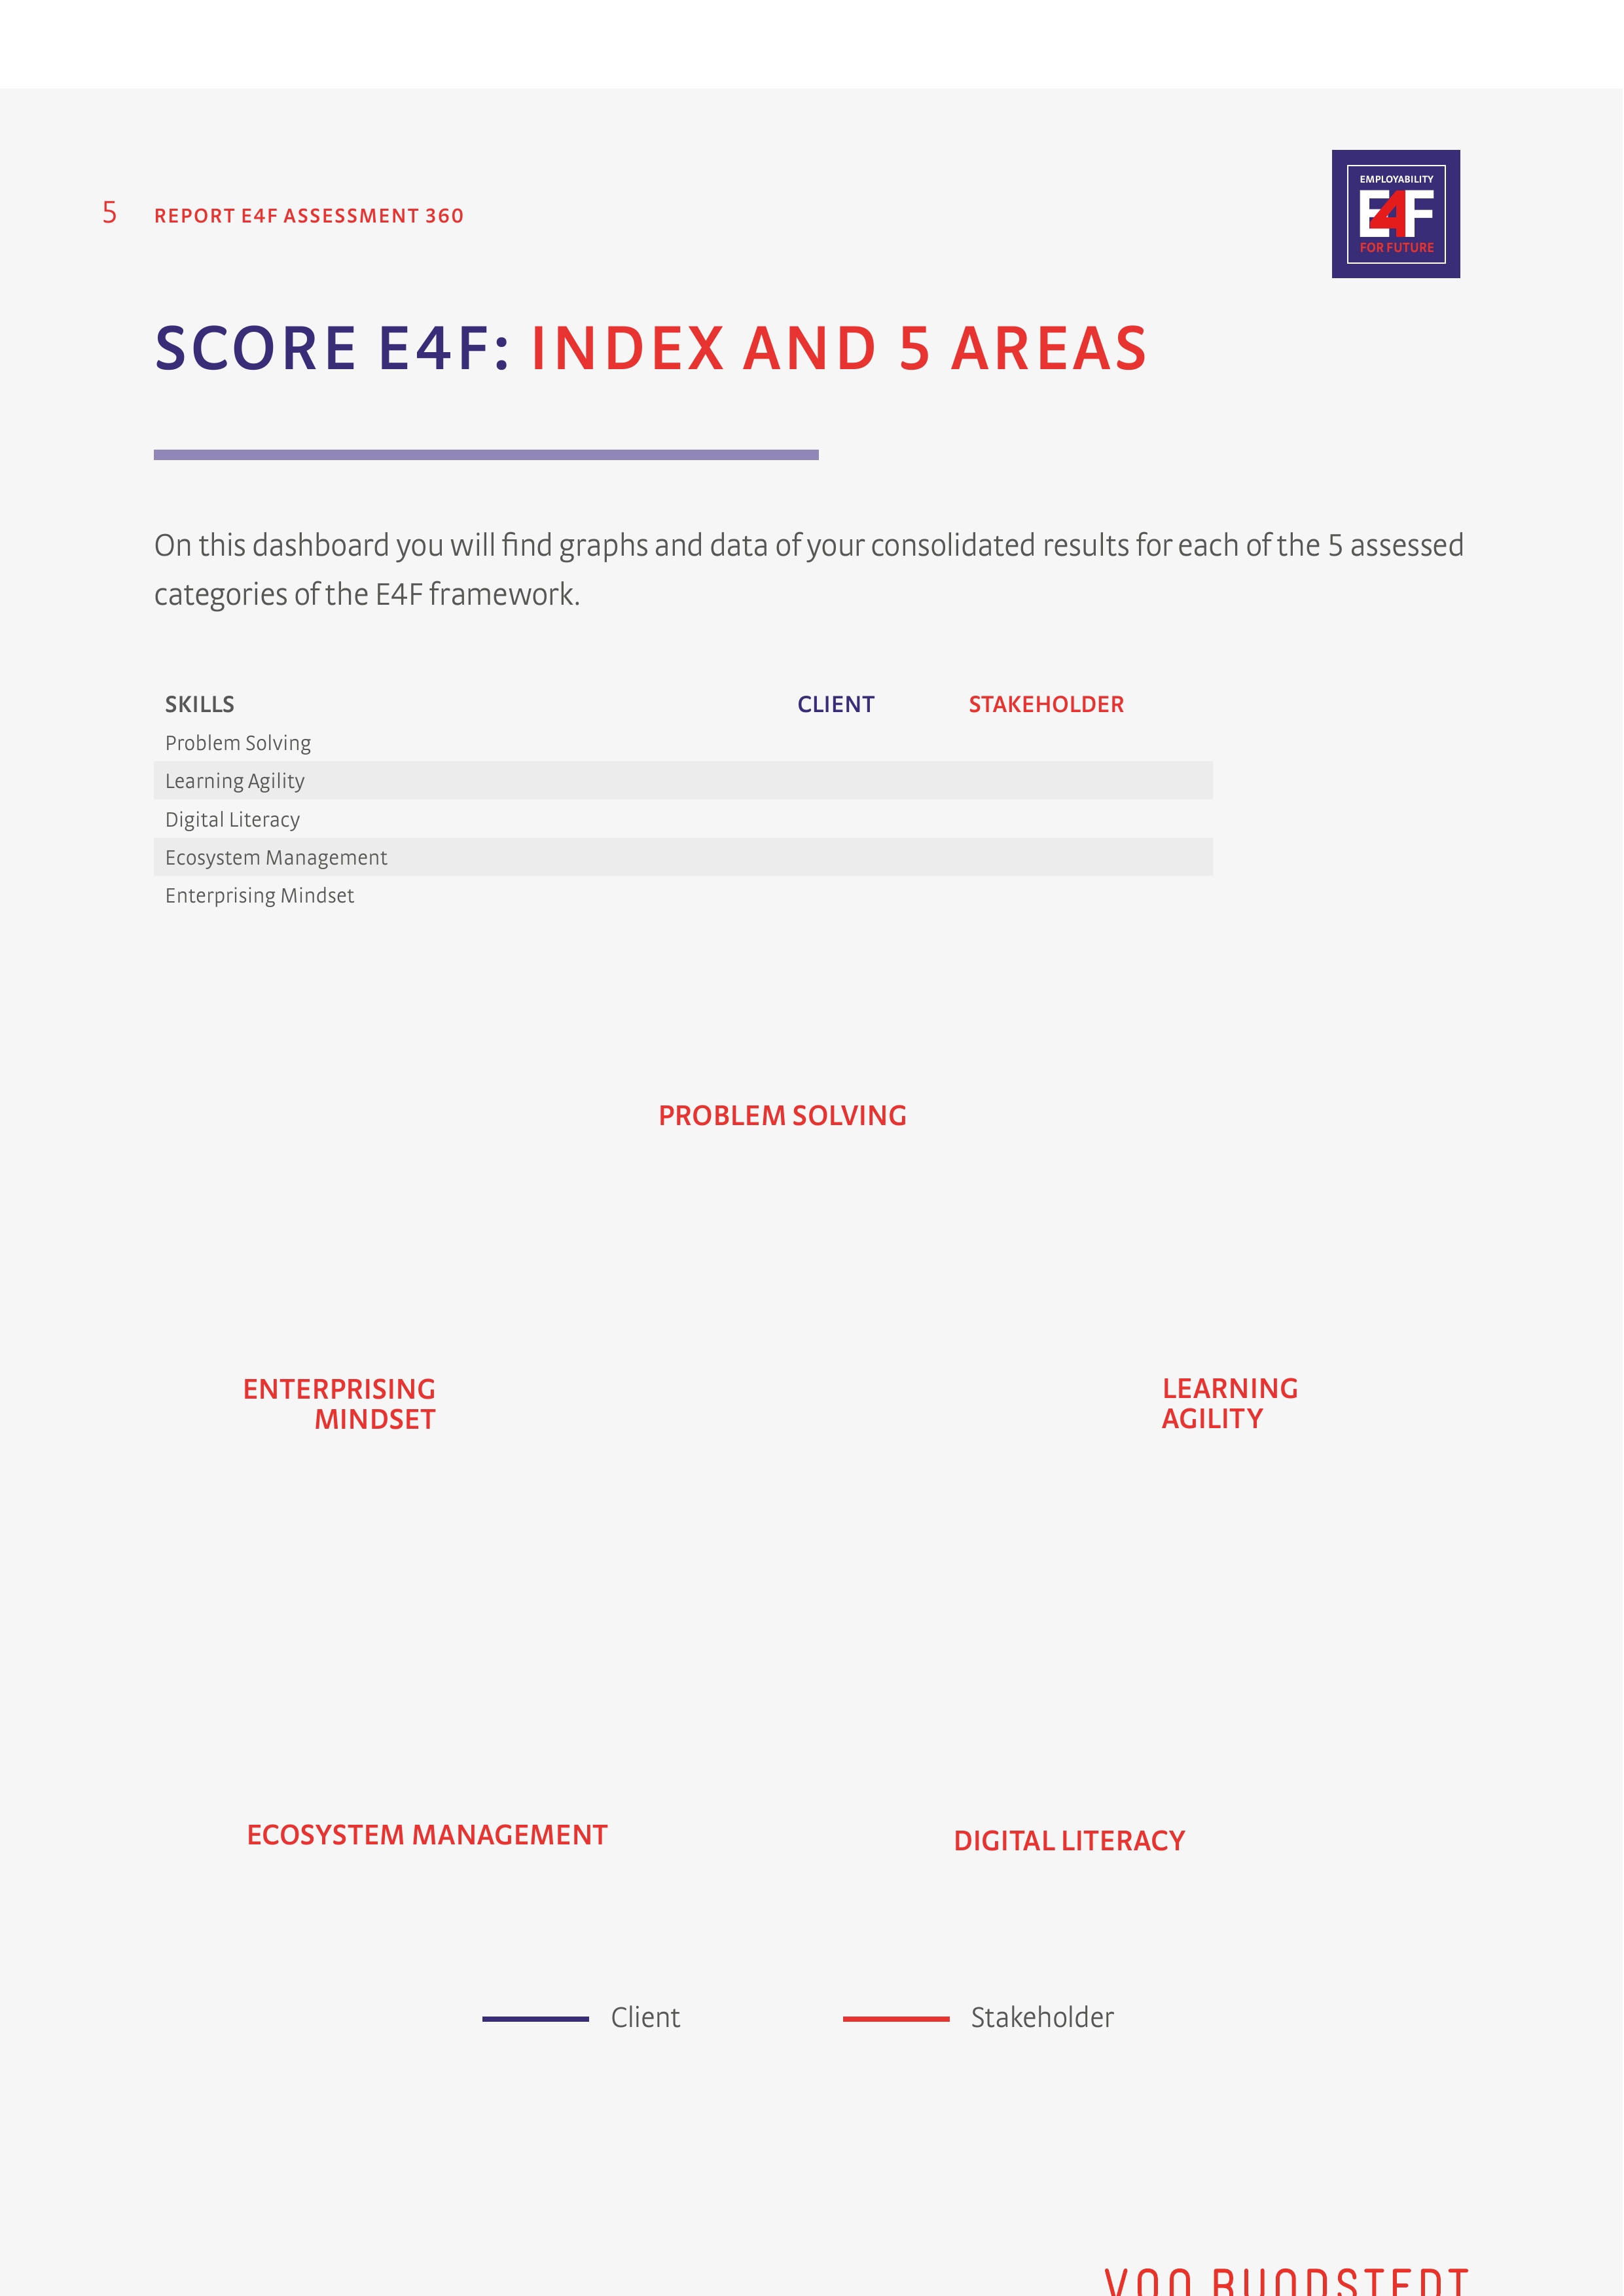 5 REPORT E4F ASSESSMENT 360
EMPLOYABILITY
E4F
FOR FUTURE
SCORE E4F: INDEX AND 5 AREAS
On this dashboard you will find graphs and data of your consolidated results for each of the 5 assessed
categories of the E4F framework.
SKILLS CLIENT STAKEHOLDER
Problem Solving
Learning Agility
Digital Literacy
Ecosystem Management
Enterprising Mindset
PROBLEM SOLVING
ENTERPRISING
MINDSET
LEARNING
AGILITY
ECOSYSTEM MANAGEMENT
DIGITAL LITERACY
Client
Stakeholder
VON RUNDSTEDT